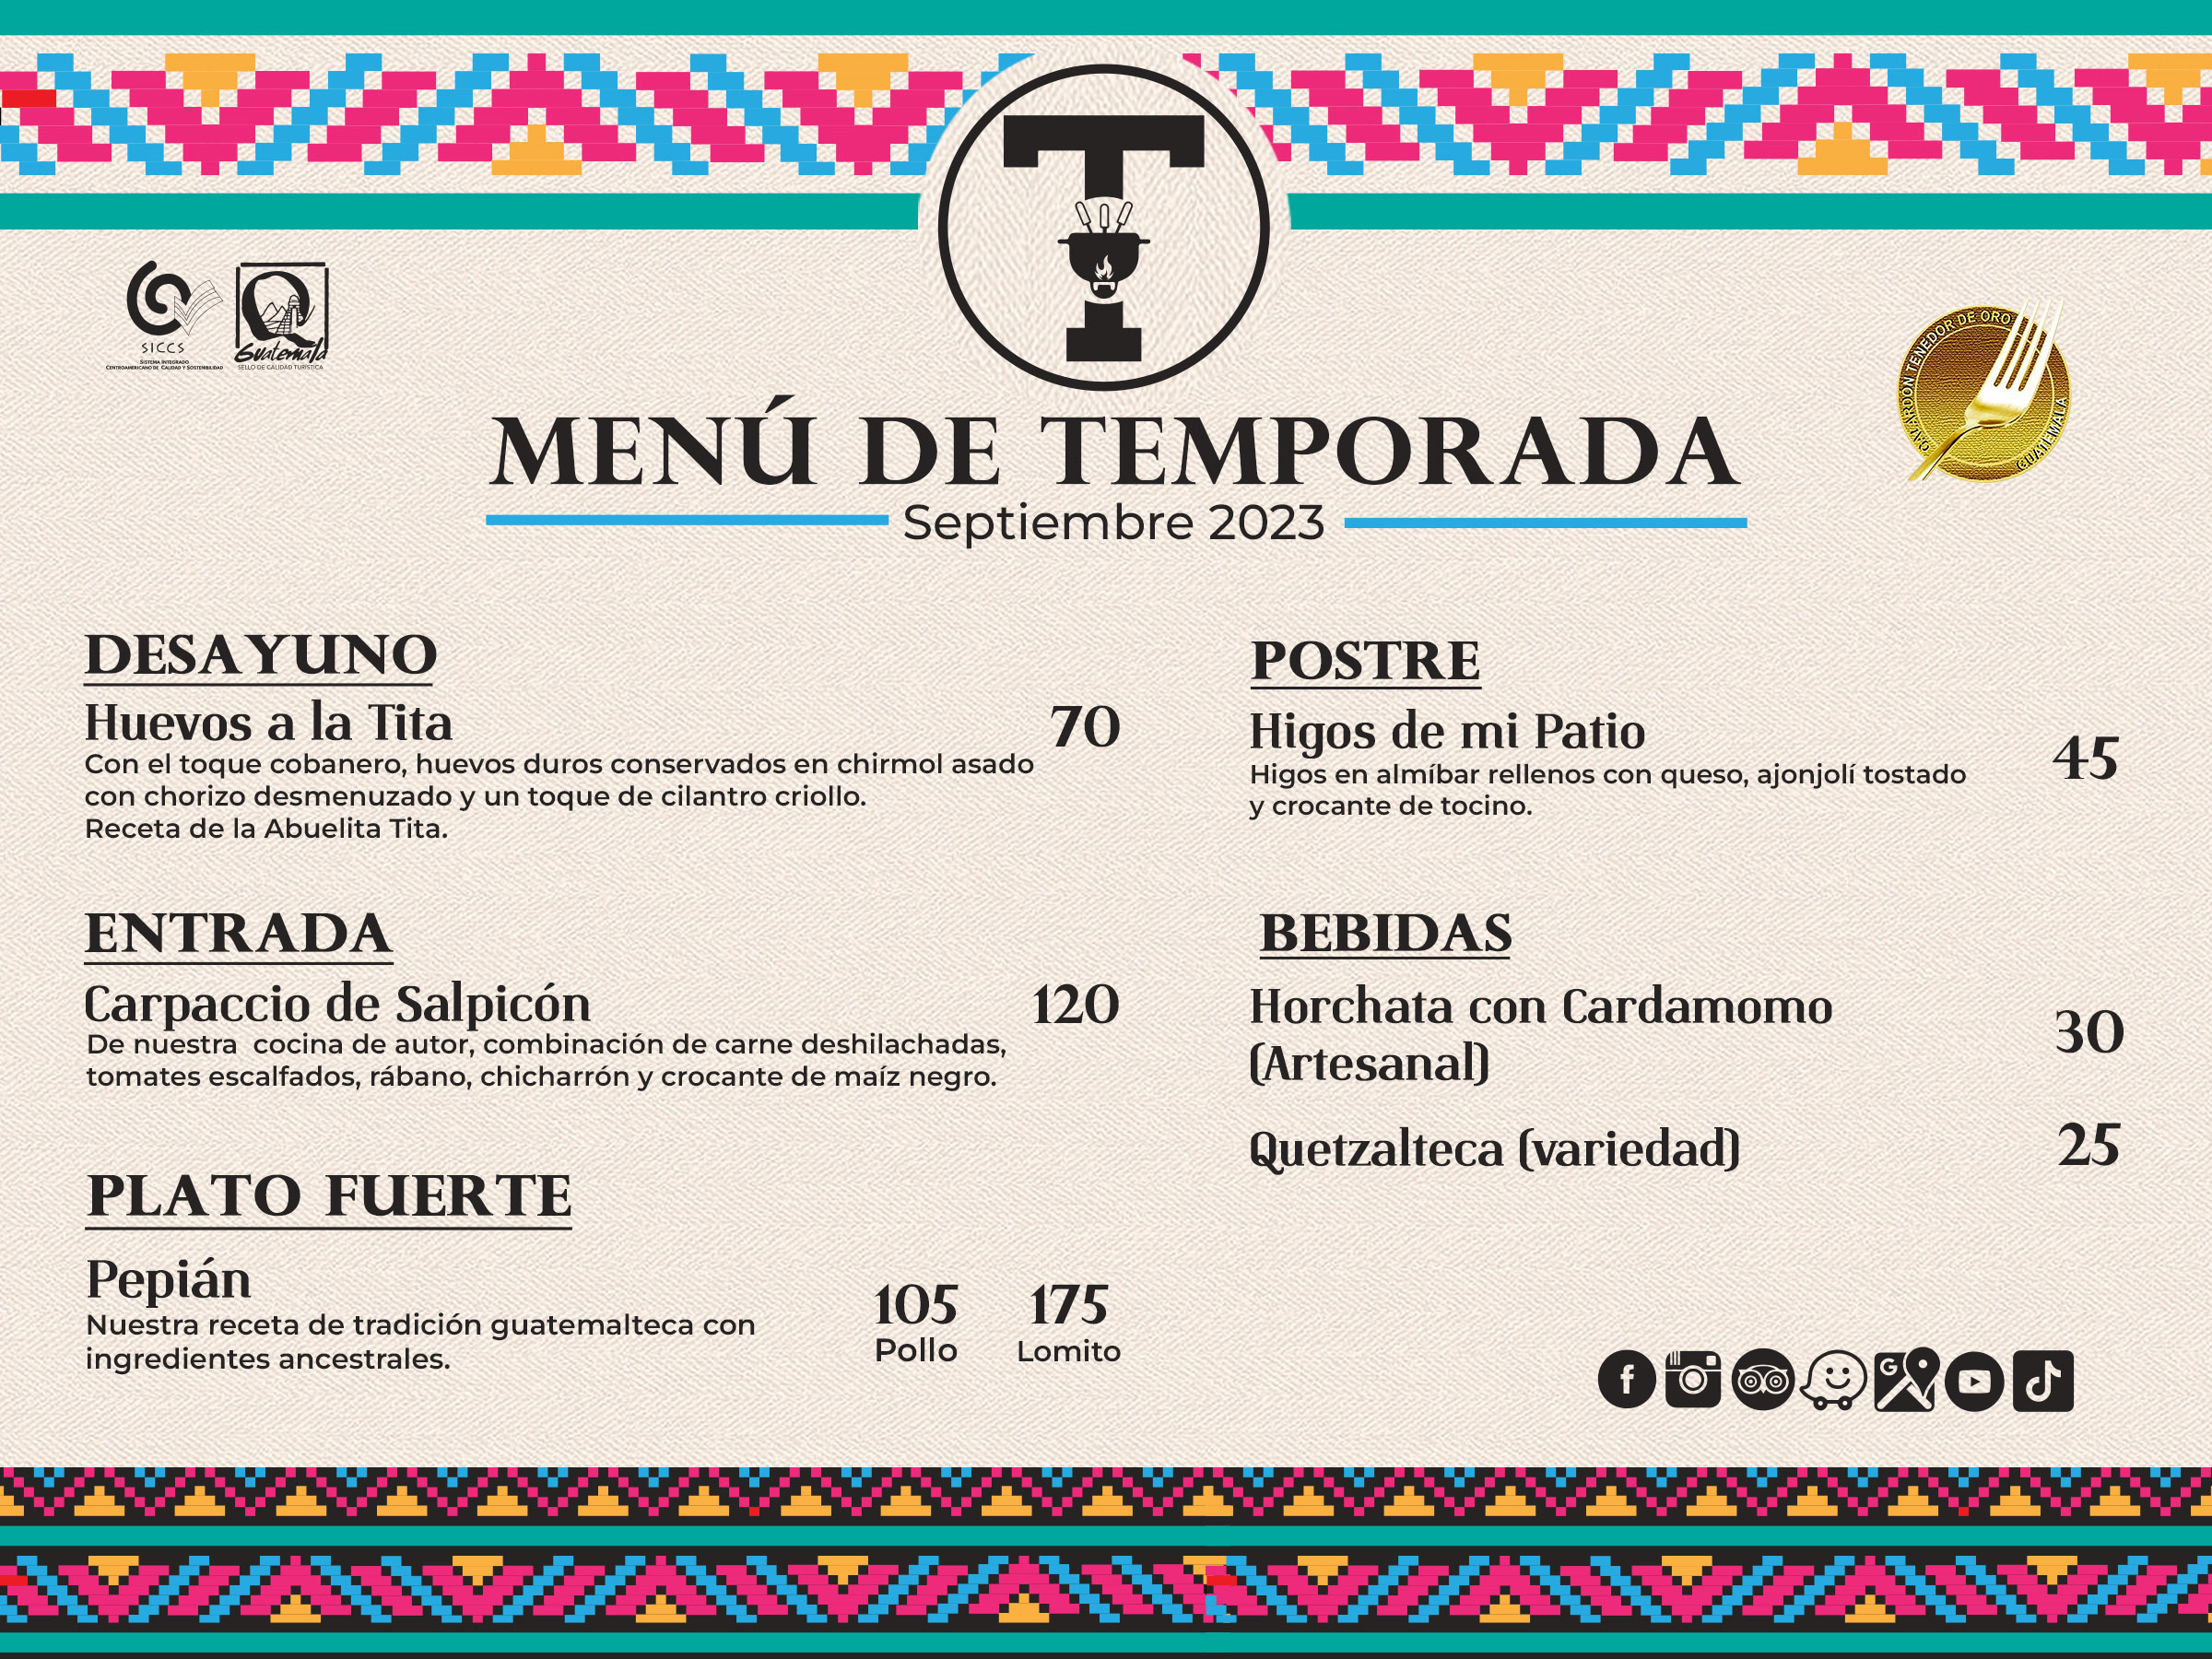 T
SICCS
SISTEMA INTEGRADO
CENTROAMERICANO DE CALIDAD Y SOSTENIBILIDAD
Q
Guatemala
SELLO DE CALIDAD TURÍSTICA
GALARDÓN TENEDOR DE ORO
GUATEMALA
MENÚ DE TEMPORADA
Septiembre 2023
DESAYUNO
Huevos a la Tita 70
Con el toque cobanero, huevos duros conservados en chirmol asado
con chorizo desmenuzado y un toque de cilantro criollo.
Receta de la Abuelita Tita.
ENTRADA
Carpaccio de Salpicón 120
De nuestra cocina de autor, combinación de carne deshilachadas,
tomates escalfados, rábano, chicharrón y crocante de maíz negro.
PLATO FUERTE
Pepián
Nuestra receta de tradición guatemalteca con
ingredientes ancestrales.
105 175
Pollo Lomito
POSTRE
Higos de mi Patio 45
Higos en almíbar rellenos con queso, ajonjolí tostado
y crocante de tocino.
BEBIDAS
Horchata con Cardamomo
(Artesanal) 30
Quetzalteca (variedad) 25
f G